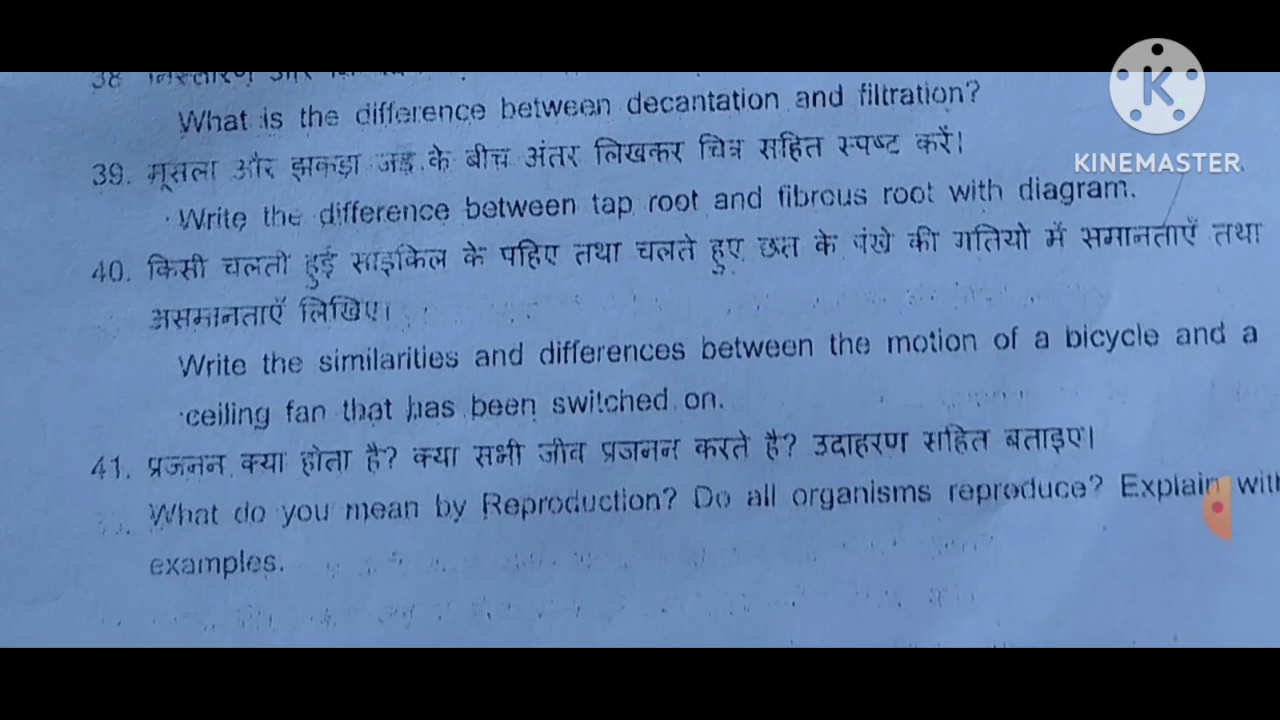 38
What is the difference between decantation and filtration?
39. मूसला और झकड़ा जड़ के बीच अंतर लिखकर चित्र सहित स्पष्ट करें।
Write the difference between tap root and fibrous root with diagram.
40. किसी चलती हुई साइकिल के पहिए तथा चलते हुए छत के पंखे की गतियों में समानताएँ तथा
असमानताएँ लिखिए।
Write the similarities and differences between the motion of a bicycle and a
ceiling fan that has been switched on.
41. प्रजनन क्या होता है? क्या सभी जीव प्रजनन करते है? उदाहरण सहित बताइए।
What do you mean by Reproduction? Do all organisms reproduce? Explain with
examples.
K
KINEMASTER